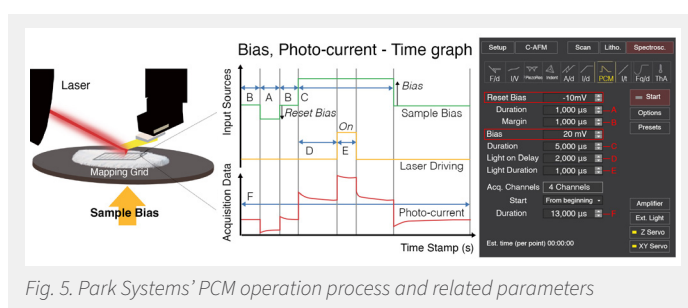 Laser
Mapping Grid
Sample Bias
Bias, Photo-current - Time graph
Input Sources
Acquisition Data
B A B C
Bias
Reset Bias
Sample Bias
On
D E
Laser Driving
F
Photo-current
Time Stamp (s)
Setup C-AFM Scan Litho. Spectrosc.
F/d I/V PiezoRes Indent A/d I/d PCM I/t Fq/d ThA
Reset Bias -10mV Start
Duration 1,000 µs A Options
Margin 1,000 µs B Presets
Bias 20 mV
Duration 5,000 µs C
Light on Delay 2,000 µs D
Light Duration 1,000 µs E
Acq. Channels 4 Channels
Start From beginning Amplifier
Duration 13,000 µs F Ext. Light
Z Servo
Est. time (per point) 00:00:00 XY Servo
Fig. 5. Park Systems’ PCM operation process and related parameters